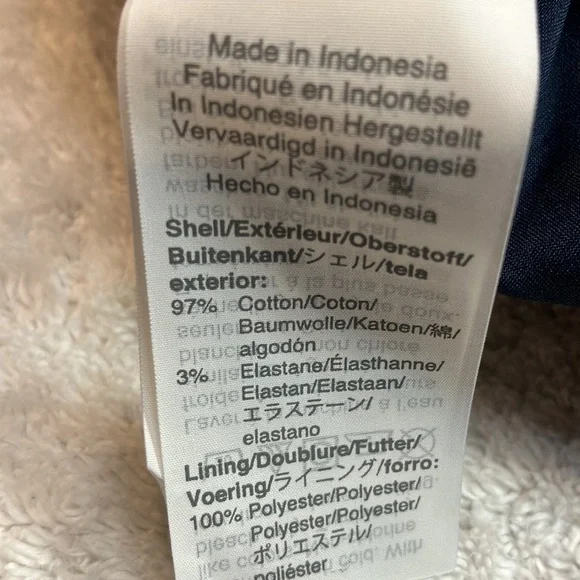 Made in Indonesia
Fabriqué en Indonésie
In Indonesien Hergestellt
Vervaardigd in Indonesië
インドネシア製
Hecho en Indonesia
Shell/Extérieur/Oberstoff/
Buitenkant/シェル/tela
exterior:
97% Cotton/Coton/
Baumwolle/Katoen/綿/
algodón
3% Elastane/Élasthanne/
Elastan/Elastaan/
エラステーン/
elastano
Lining/Doublure/Futter/
Voering/ライニング/forro:
100% Polyester/Polyester/
Polyester/Polyester/
ポリエステル/
poliéster